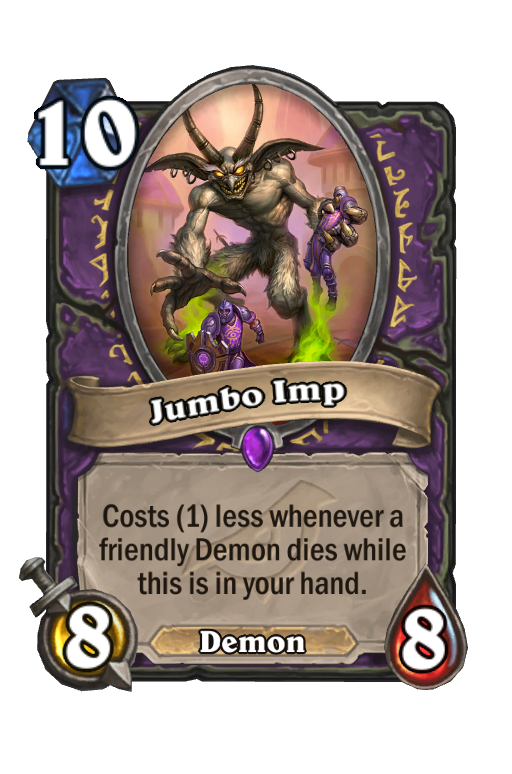 10
Jumbo Imp
Costs (1) less whenever a
friendly Demon dies while
this is in your hand.
8
Demon
8